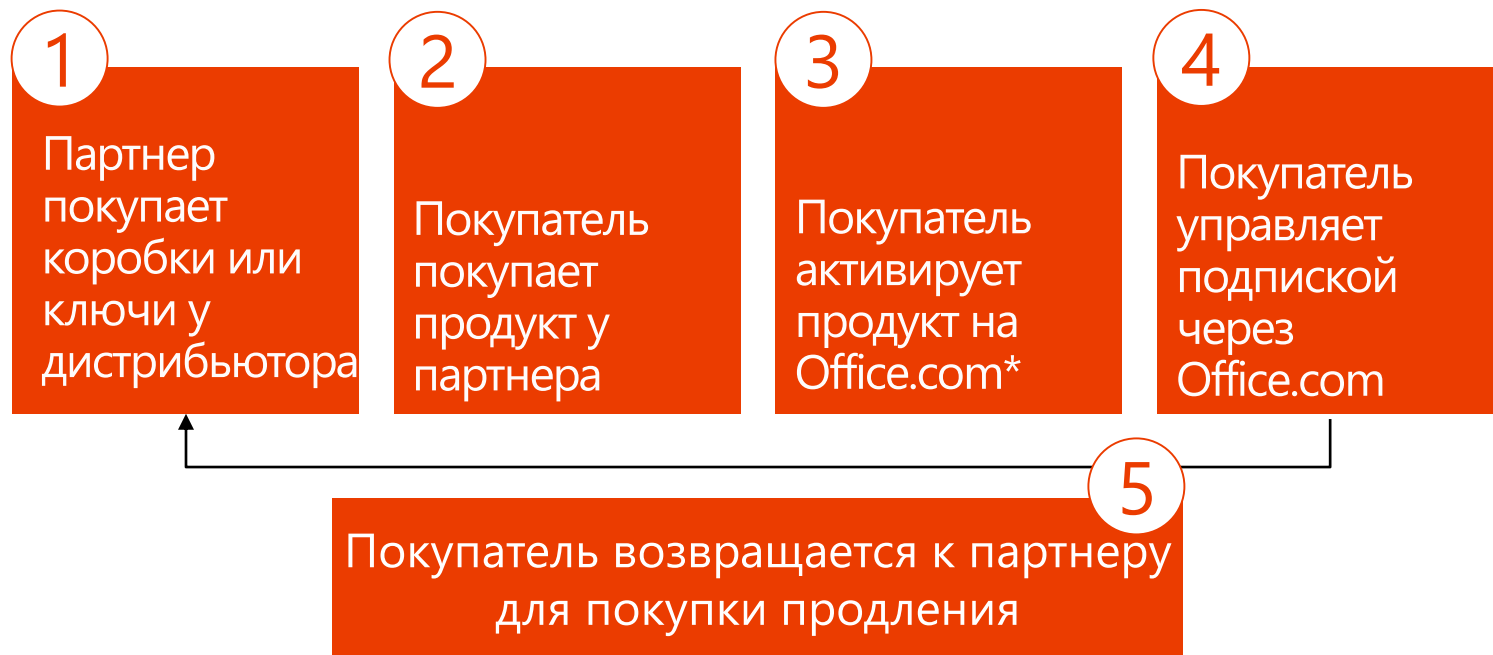 1
Партнер
покупает
коробки или
ключи у
дистрибьютора
2
Покупатель
покупает
продукт у
партнера
3
Покупатель
активирует
продукт на
Office.com*
4
Покупатель
управляет
подпиской
через
Office.com
5
Покупатель возвращается к партнеру
для покупки продления